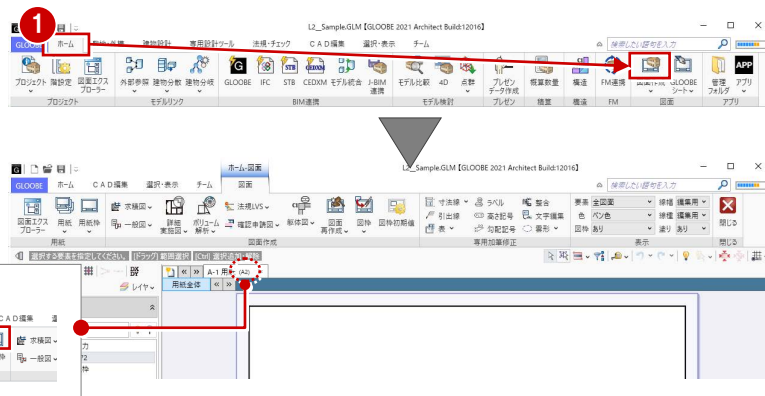 1
L2__Sample.GLM【GLOOBE 2021 Architect Build:12016】
GLOOBE ホーム 建物設計 専用設計ツール 法規・チェック ＣＡＤ編集 選択・表示 チーム 検索したい語句を入力
プロジェクト 階設定 図面エクスプローラー 外部参照 建物分散 建物分岐 GLOOBE IFC STB CEDXM モデル統合 J-BIM連携 モデル比較 4D 点群 プレゼンデータ作成 概算数量 構造 FM連携 図面作成 GLOOBEシート 管理フォルダ アプリ
プロジェクト モデルリンク BIM連携 モデル検討 プレゼン 積算 構造 FM 図面 アプリ
ホーム-図面 L2__Sample.GLM【GLOOBE 2021 Architect Build:12016】
GLOOBE ホーム ＣＡＤ編集 選択・表示 チーム 図面 検索したい語句を入力
図面エクスプローラー 用紙 用紙枠 求積図 一般図 詳細実施図 ボリューム解析 法規LVS 確認申請図 躯体図 図面再作成 図枠 図枠初期値 寸法線 引出線 表 ラベル 高さ記号 勾配記号 整合 文字編集 雲形 要素 全図面 色 ペン色 図枠 あり 線幅 編集用 線種 編集用 塗り あり 閉じる
用紙 図面作成 専用加筆修正 表示 閉じる
選択する要素を指定してください。 [ドラッグ] 範囲選択 [Ctrl] 選択追加/解除
A-1 用紙 (A2)
レイヤ 用紙全体
ＣＡＤ編集
求積図
一般図